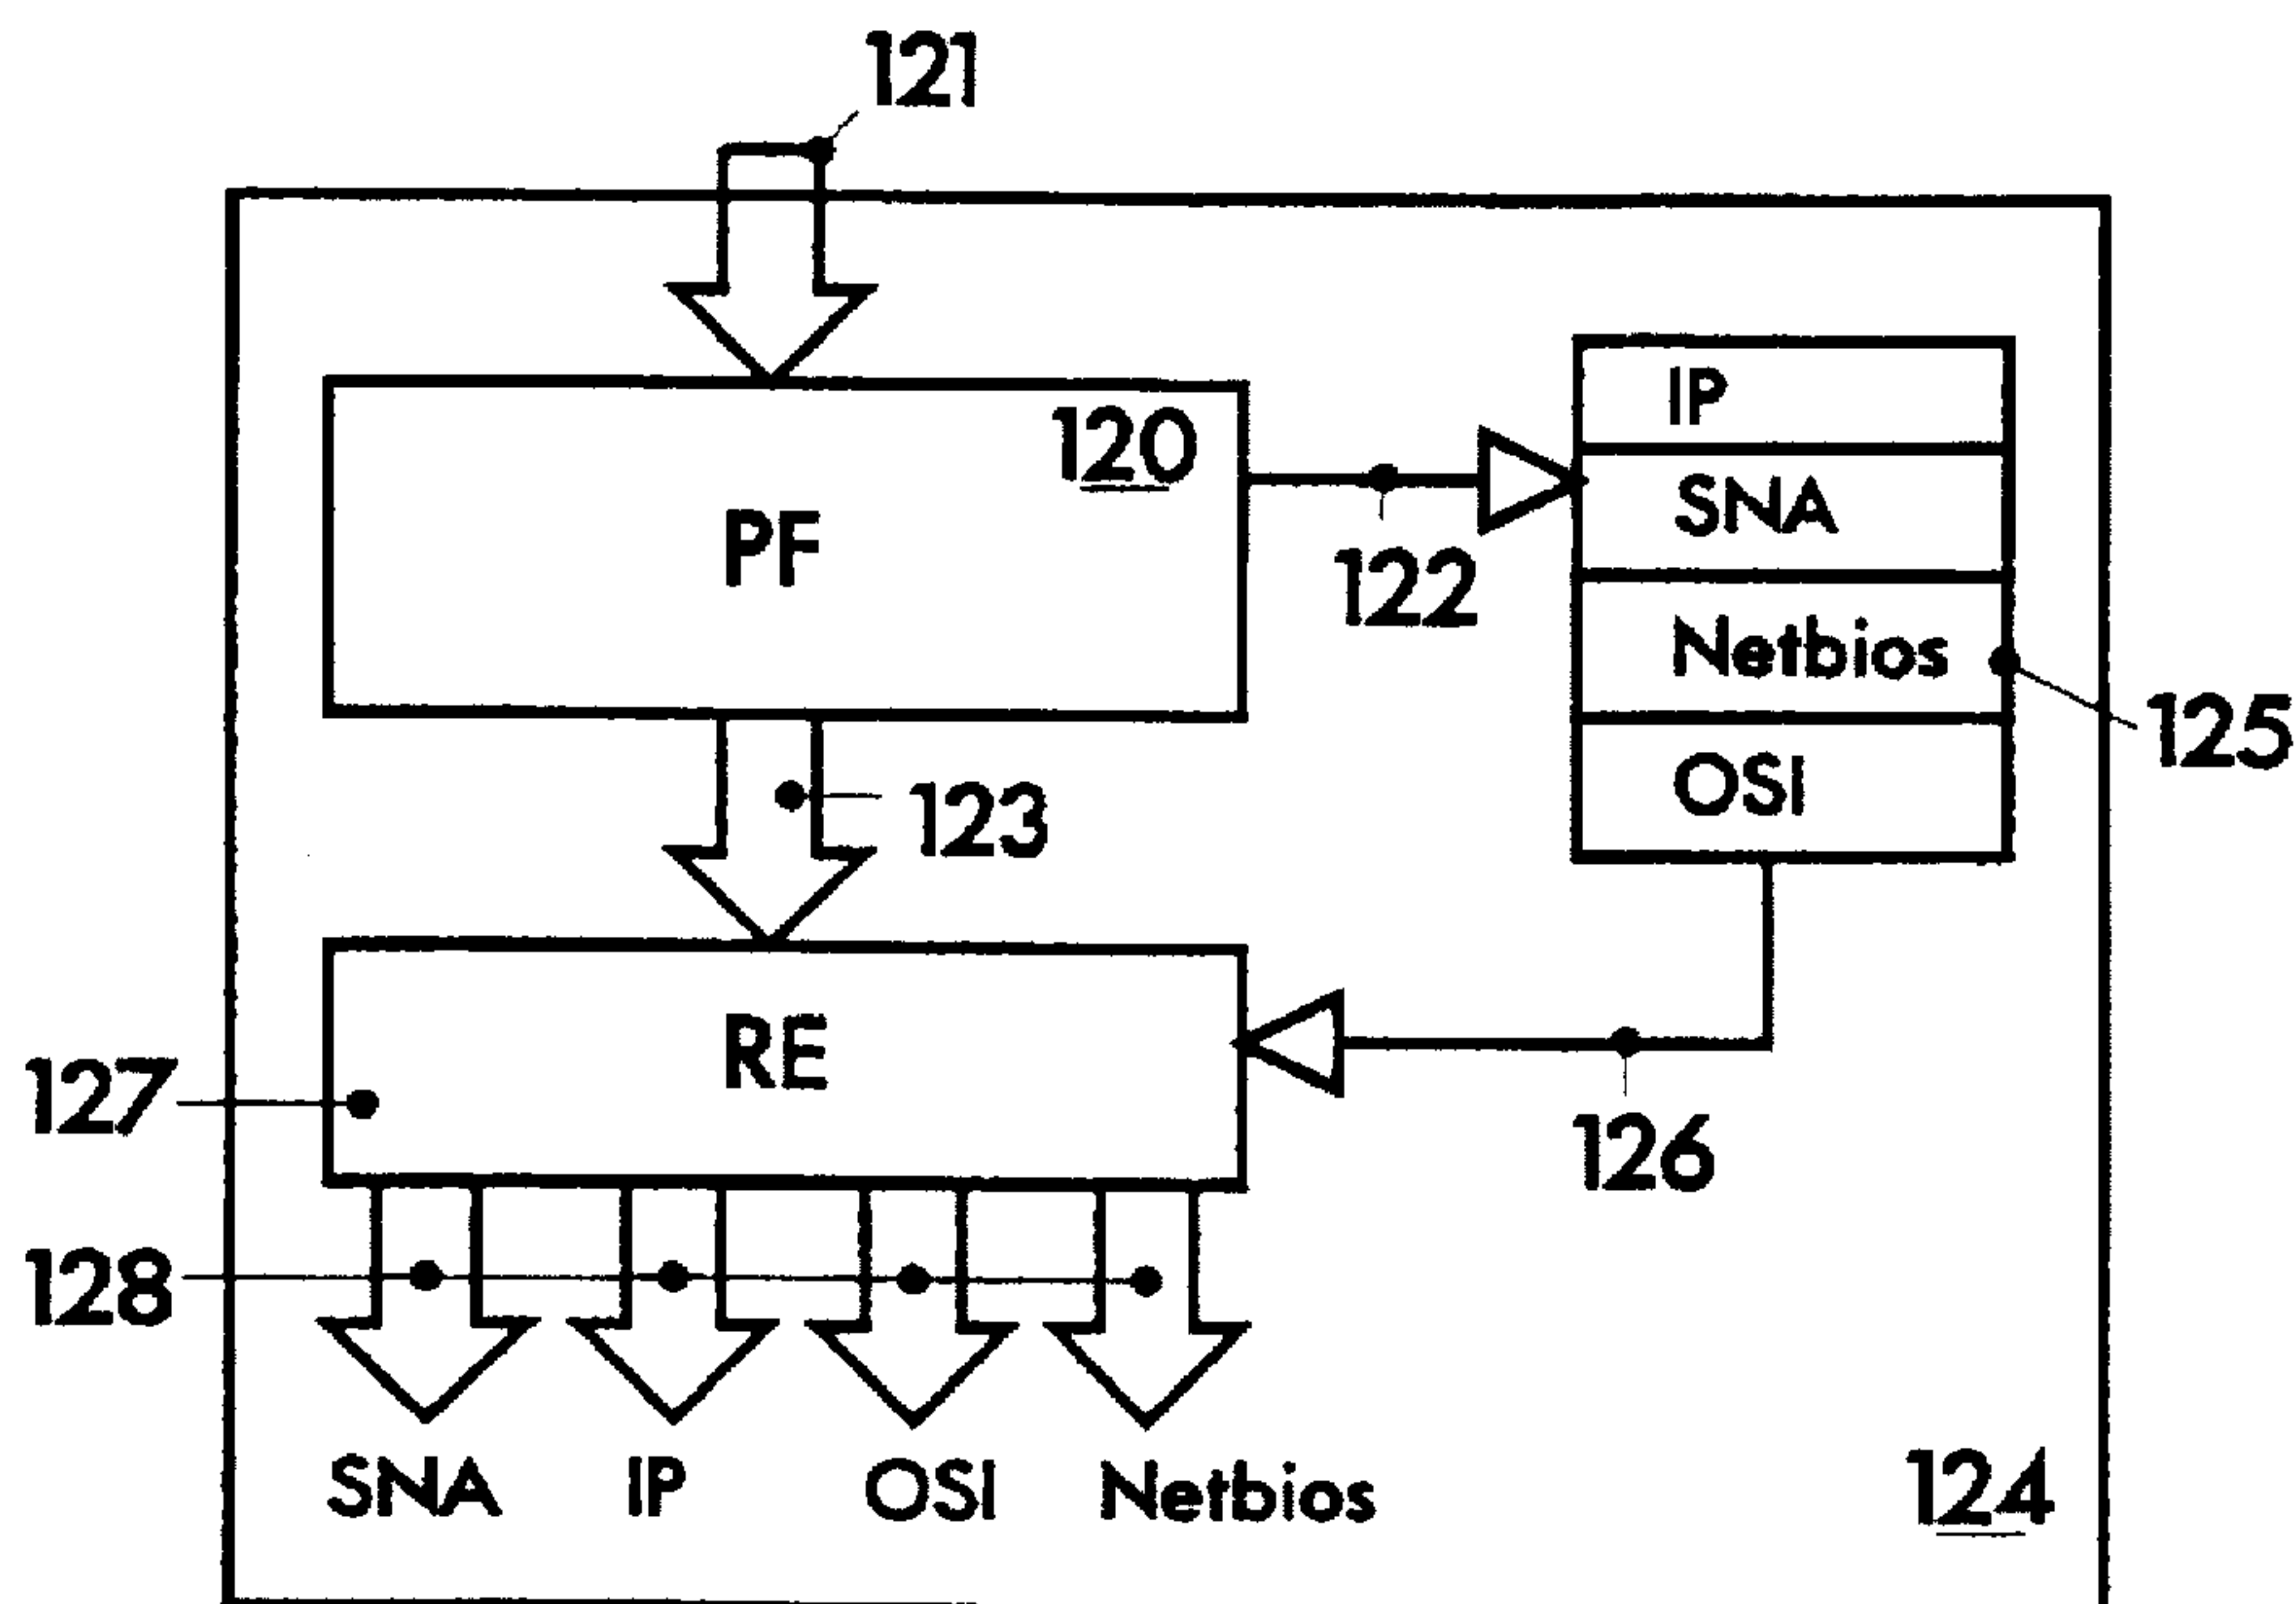 121
120
PF
IP
SNA
Netbios
OSI
122
125
123
RE
127
126
128
SNA
IP
OSI
Netbios
124